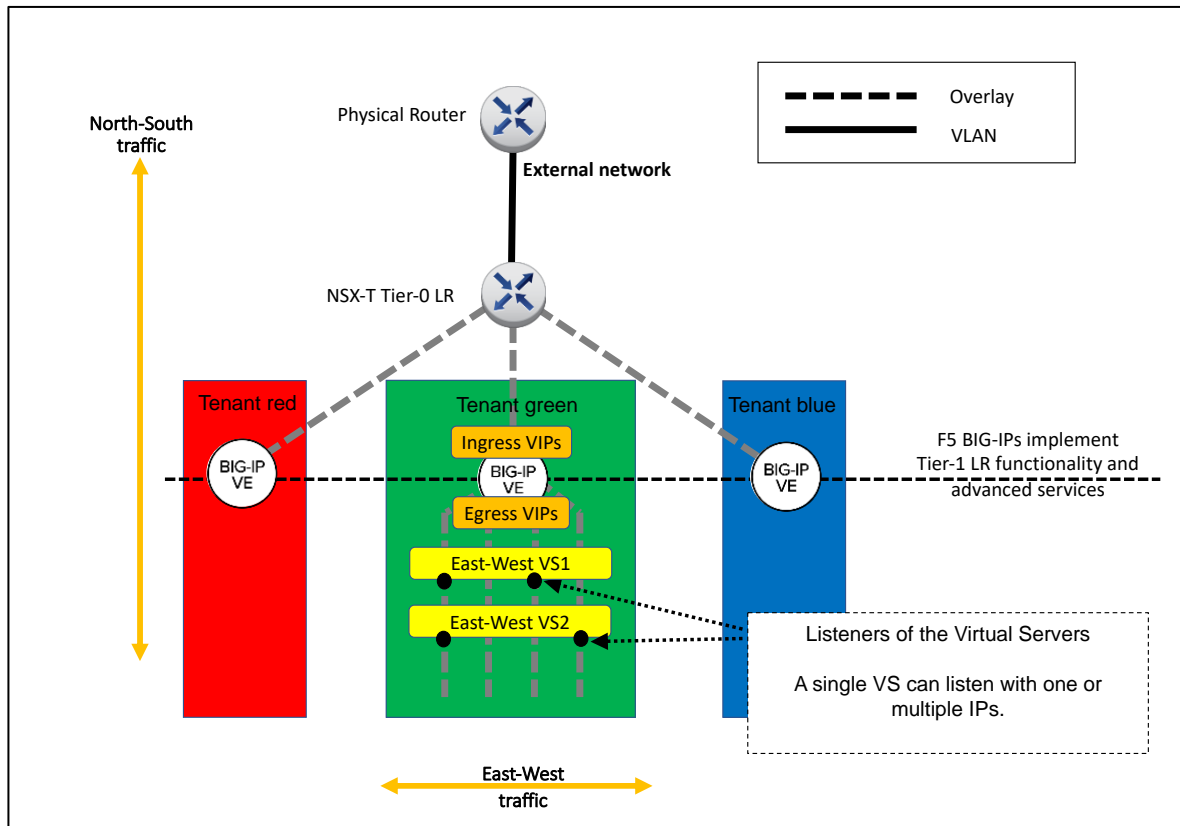 North-South
traffic
Physical Router
External network
Overlay
VLAN
NSX-T Tier-0 LR
Tenant red
Tenant green
Tenant blue
Ingress VIPs
BIG-IP
VE
BIG-IP
VE
BIG-IP
VE
F5 BIG-IPs implement
Tier-1 LR functionality and
advanced services
Egress VIPs
East-West VS1
East-West VS2
Listeners of the Virtual Servers
A single VS can listen with one or
multiple IPs.
East-West
traffic